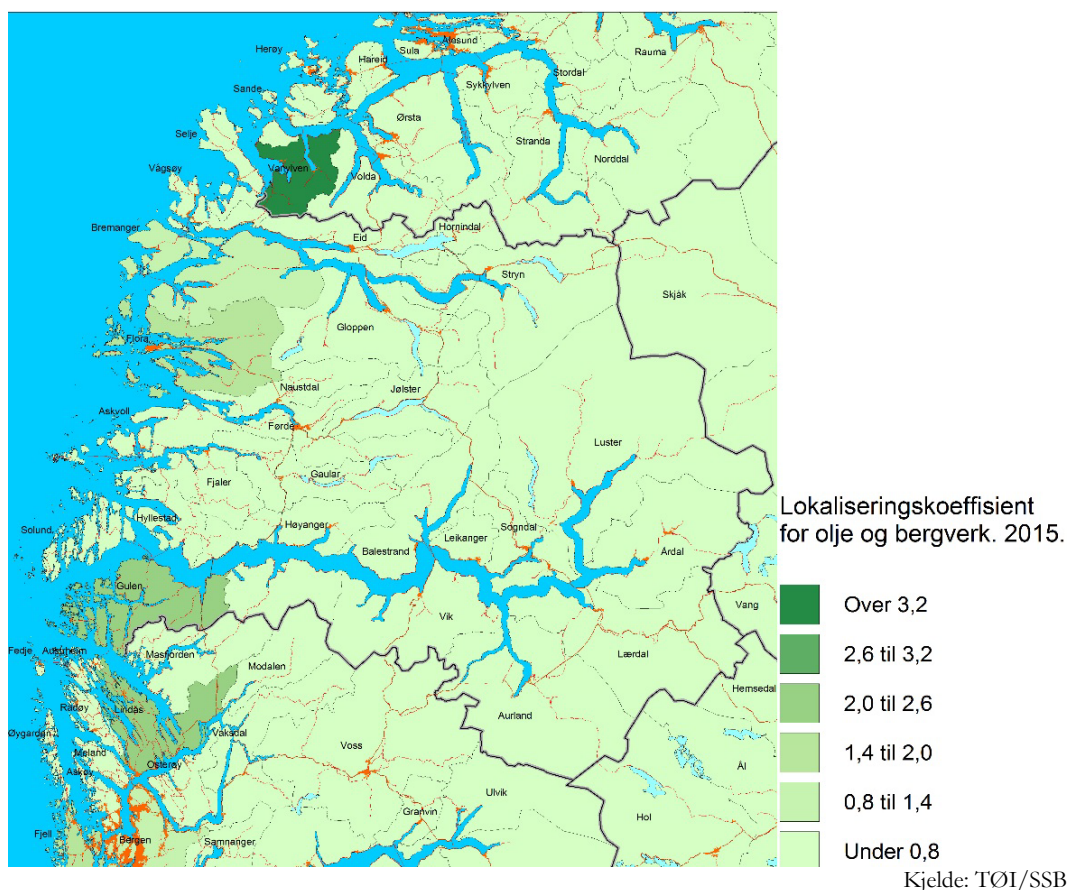 Ålesund
Herøy
Sula
Hareid
Rauma
Stordal
Sykkylven
Sande
Ørsta
Selje
Stranda
Norddal
Vanylven
Volda
Vågsøy
Bremanger
Eid
Hornindal
Stryn
Skjåk
Gloppen
Flora
Naustdal
Jølster
Askvoll
Førde
Luster
Gaular
Fjaler
Hyllestad
Solund
Høyanger
Sogndal
Leikanger
Balestrand
Årdal
Gulen
Vang
Vik
Lærdal
Fedje
Austrheim
Masfjorden
Modalen
Hemsedal
Radøy
Lindås
Aurland
Øygarden
Vaksdal
Voss
Meland
Osterøy
Ål
Askøy
Ulvik
Granvin
Hol
Fjell
Bergen
Samnanger
Lokaliseringskoeffisient
for olje og bergverk. 2015.
Over 3,2
2,6 til 3,2
2,0 til 2,6
1,4 til 2,0
0,8 til 1,4
Under 0,8
Kjelde: TØI/SSB